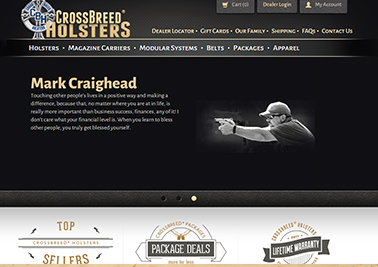 Cart (0)
Dealer Login
My Account
CBH
CROSSBREED®
HOLSTERS
DEALER LOCATOR • GIFT CARDS • OUR FAMILY • SHIPPING • FAQS • CONTACT US
HOLSTERS • MAGAZINE CARRIERS • MODULAR SYSTEMS • BELTS • PACKAGES • APPAREL
Mark Craighead
Touching other people's lives in a positive way and making a
difference, because that, no matter where you are at in life, is
really more important than business success, finances, any of it! I
don't care what your financial level is. When you learn to bless
other people, you truly get blessed yourself.
TOP
CROSSBREED® HOLSTERS
SELLERS
CROSSBREED® PACKAGES
PACKAGE DEALS
more for less
CROSSBREED® HOLSTERS
LIFETIME WARRANTY